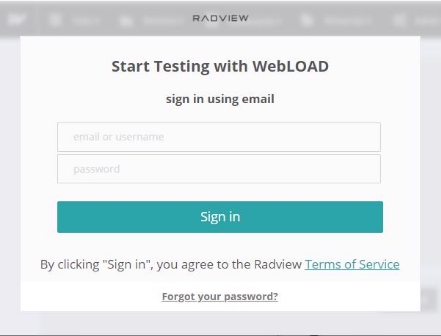 RADVIEW
Start Testing with WebLOAD
sign in using email
email or username
password
Sign in
By clicking "Sign in", you agree to the Radview Terms of Service
Forgot your password?